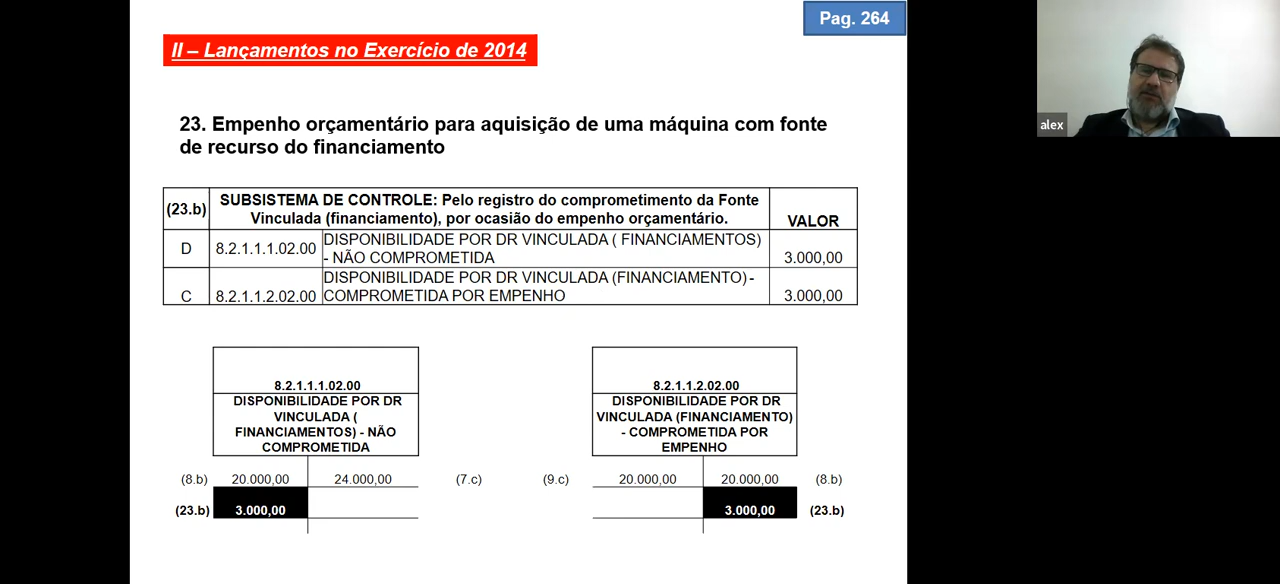 Pag. 264
II – Lançamentos no Exercício de 2014
alex
23. Empenho orçamentário para aquisição de uma máquina com fonte
de recurso do financiamento
(23.b) SUBSISTEMA DE CONTROLE: Pelo registro do comprometimento da Fonte
Vinculada (financiamento), por ocasião do empenho orçamentário. VALOR
D 8.2.1.1.1.02.00 DISPONIBILIDADE POR DR VINCULADA ( FINANCIAMENTOS)
- NÃO COMPROMETIDA 3.000,00
C 8.2.1.1.2.02.00 DISPONIBILIDADE POR DR VINCULADA (FINANCIAMENTO) -
COMPROMETIDA POR EMPENHO 3.000,00
8.2.1.1.1.02.00
DISPONIBILIDADE POR DR
VINCULADA (
FINANCIAMENTOS) - NÃO
COMPROMETIDA
8.2.1.1.2.02.00
DISPONIBILIDADE POR DR
VINCULADA (FINANCIAMENTO)
- COMPROMETIDA POR
EMPENHO
(8.b) 20.000,00 24.000,00 (7.c) (9.c) 20.000,00 20.000,00 (8.b)
(23.b) 3.000,00 3.000,00 (23.b)